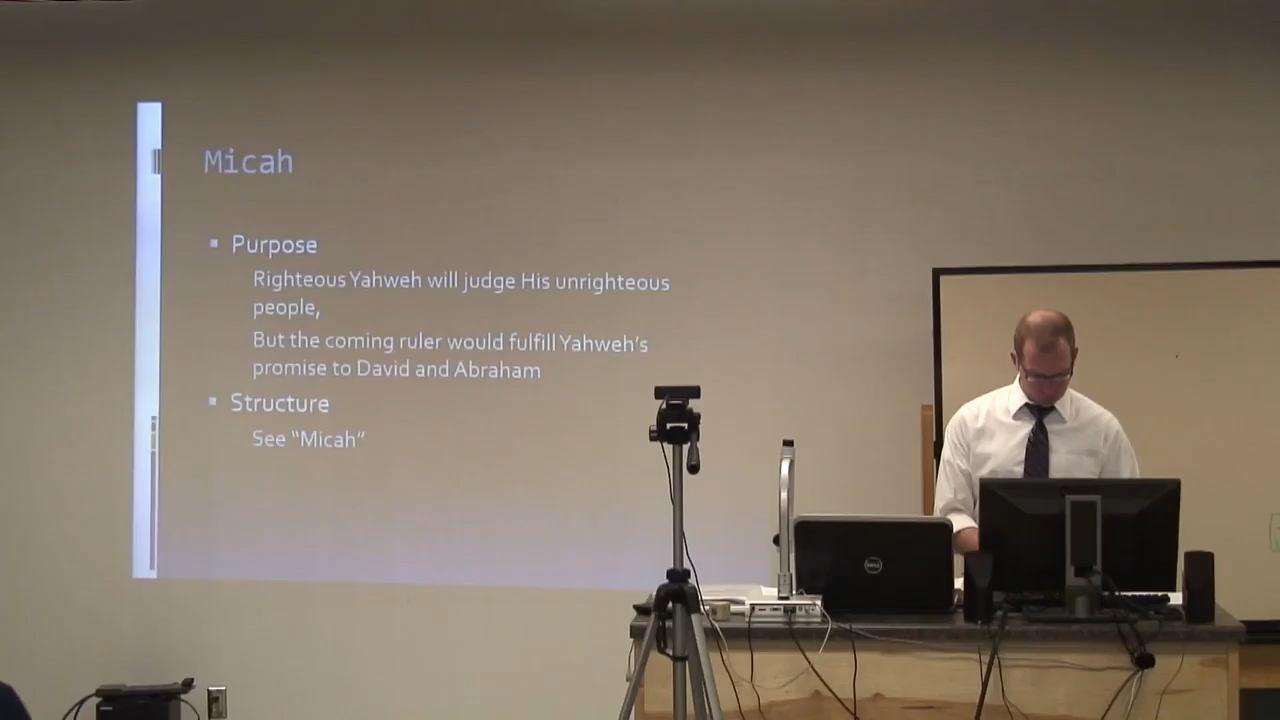 Micah
Purpose
Righteous Yahweh will judge His unrighteous
people,
But the coming ruler would fulfill Yahweh's
promise to David and Abraham
Structure
See “Micah”
DELL